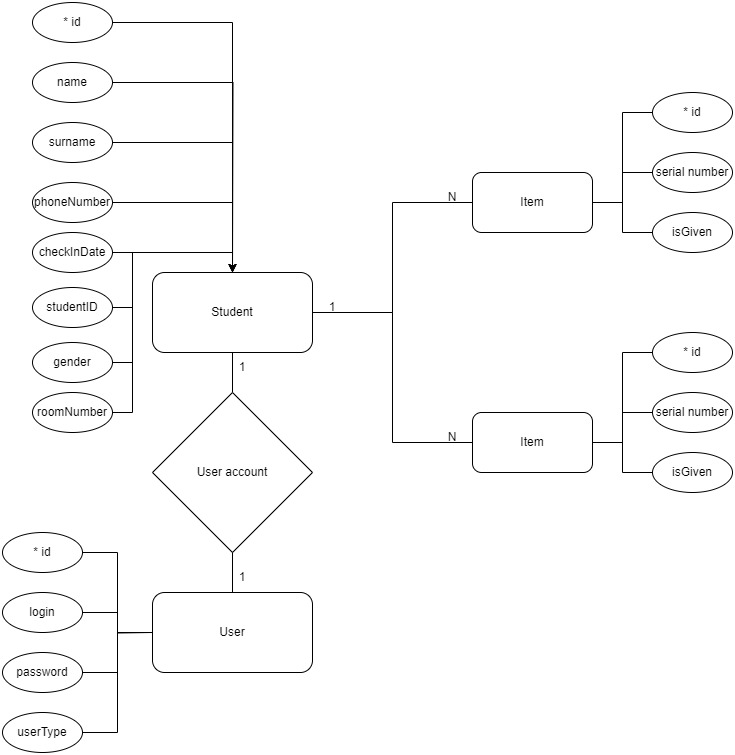 * id
name
surname
phoneNumber
checkInDate
studentID
gender
roomNumber
Student
1
1
User account
1
User
* id
login
password
userType
N
Item
* id
serial number
isGiven
N
Item
* id
serial number
isGiven